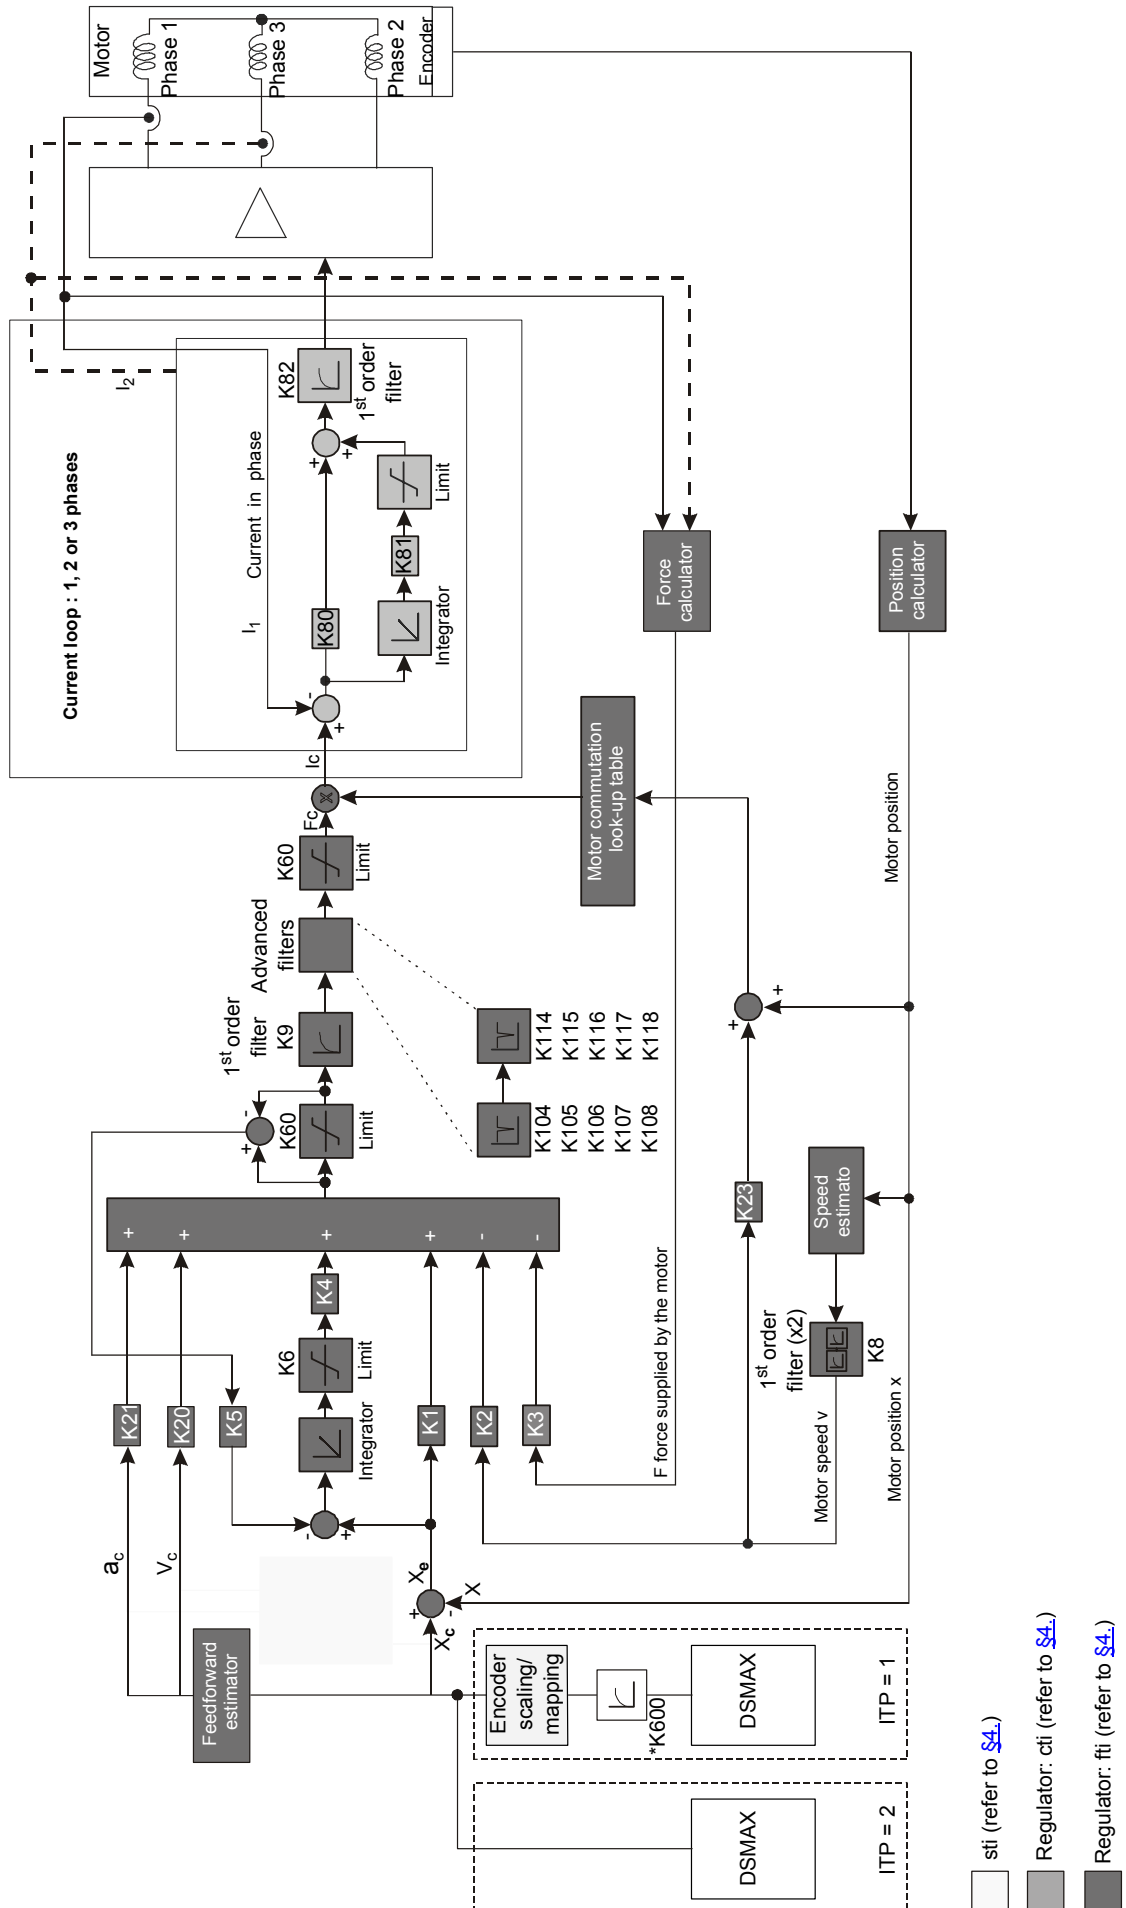 Motor
Phase 1
Phase 3
Phase 2
Encoder
Current loop : 1, 2 or 3 phases
I2
I1
Current in phase
K82
1st order
filter
+
+
K80
K81
Limit
Integrator
-
+
Ic
Force
calculator
Position
calculator
Fc
x
K60
Limit
Advanced
filters
1st order
filter
K9
K60
Limit
-
+
K104
K105
K106
K107
K108
K114
K115
K116
K117
K118
Motor commutation
look-up table
Motor position
+
+
K23
Speed
estimato
1st order
filter (x2)
K8
Motor speed v
Motor position x
F force supplied by the motor
+
+
+
+
-
-
K21
K20
K5
K6
Limit
K4
Integrator
K1
K2
K3
-
+
ac
Vc
Xe
X
Xc
+
-
Feedforward
estimator
Encoder
scaling/
mapping
*K600
DSMAX
ITP = 1
DSMAX
ITP = 2
sti (refer to §4.)
Regulator: cti (refer to §4.)
Regulator: fti (refer to §4.)